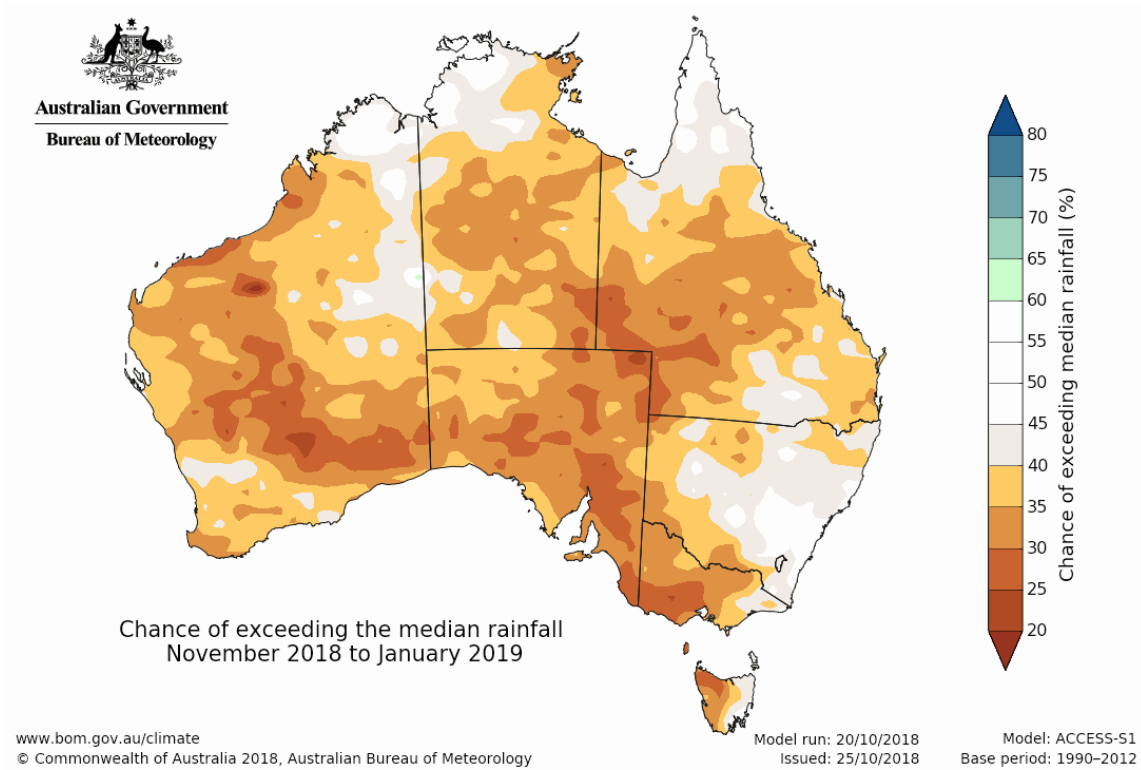 Australian Government
Bureau of Meteorology
80
75
70
65
60
55
50
45
40
35
30
25
20
Chance of exceeding median rainfall (%)
Chance of exceeding the median rainfall
November 2018 to January 2019
www.bom.gov.au/climate
© Commonwealth of Australia 2018, Australian Bureau of Meteorology
Model run: 20/10/2018
Issued: 25/10/2018
Model: ACCESS-S1
Base period: 1990–2012